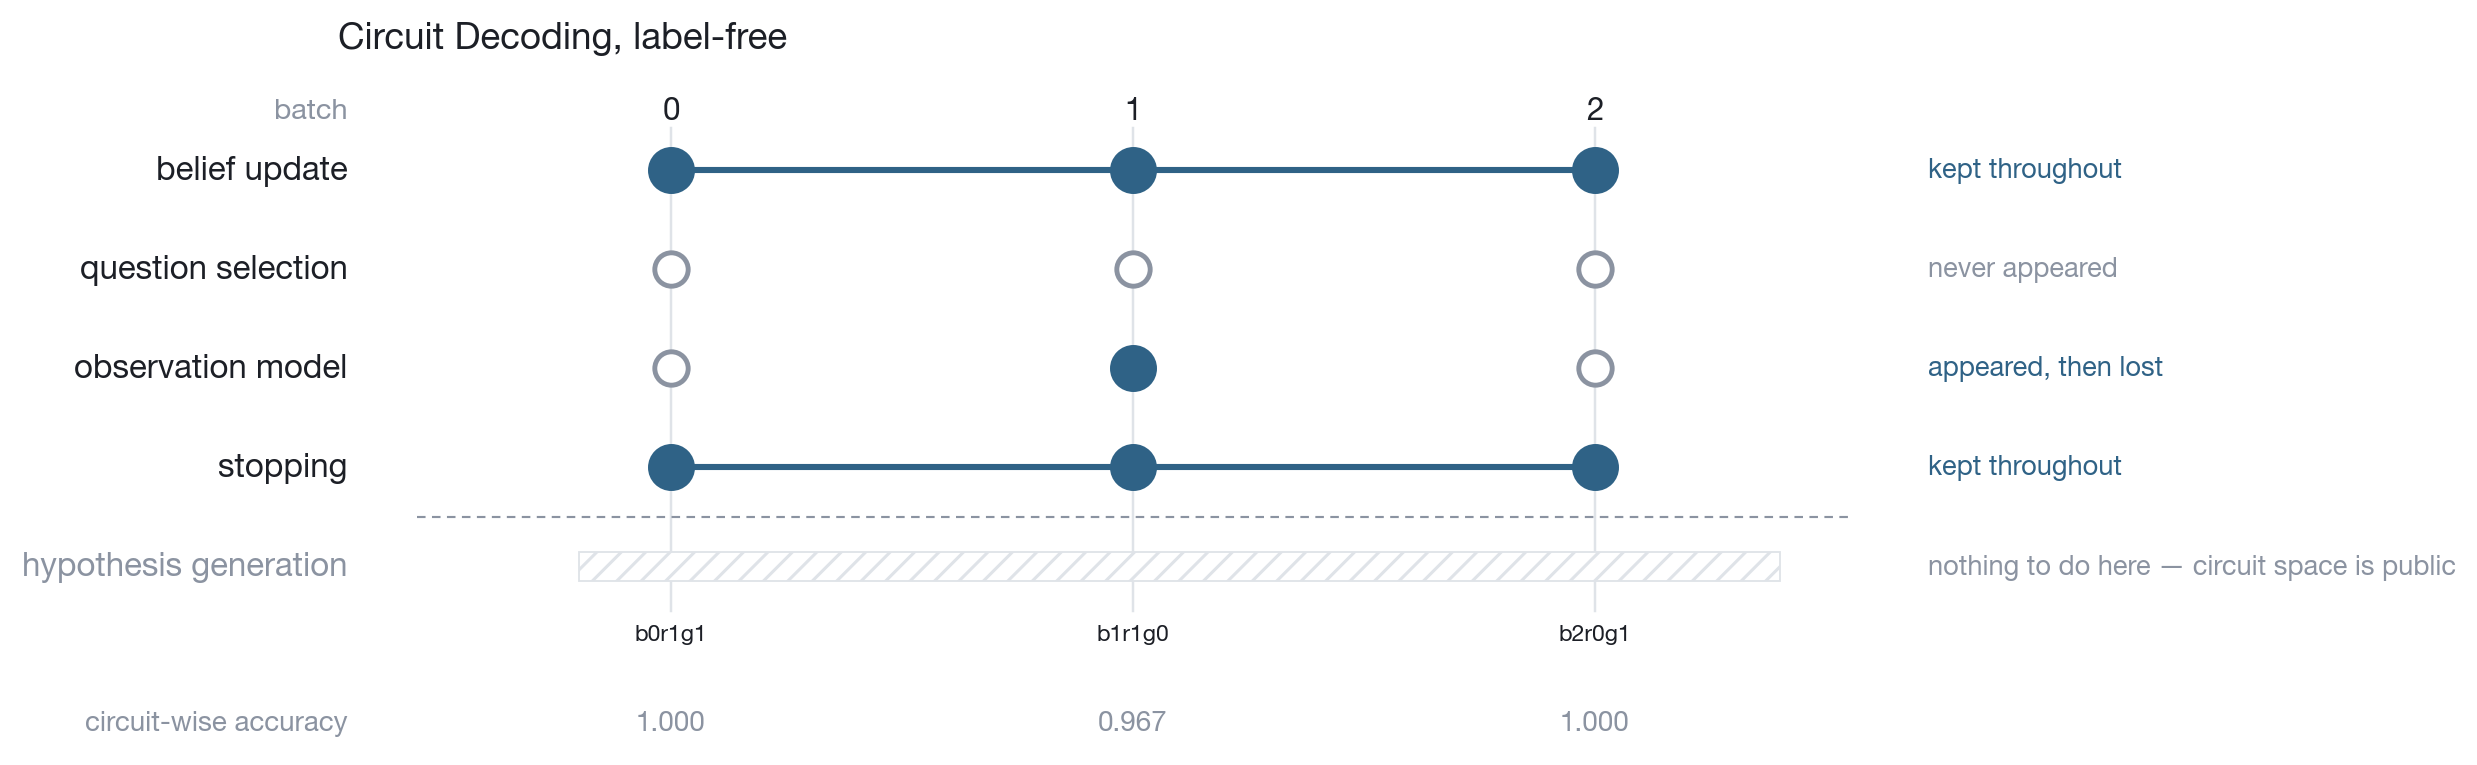 Circuit Decoding, label-free
batch 0 1 2
belief update kept throughout
question selection never appeared
observation model appeared, then lost
stopping kept throughout
hypothesis generation nothing to do here — circuit space is public
b0r1g1 b1r1g0 b2r0g1
circuit-wise accuracy 1.000 0.967 1.000